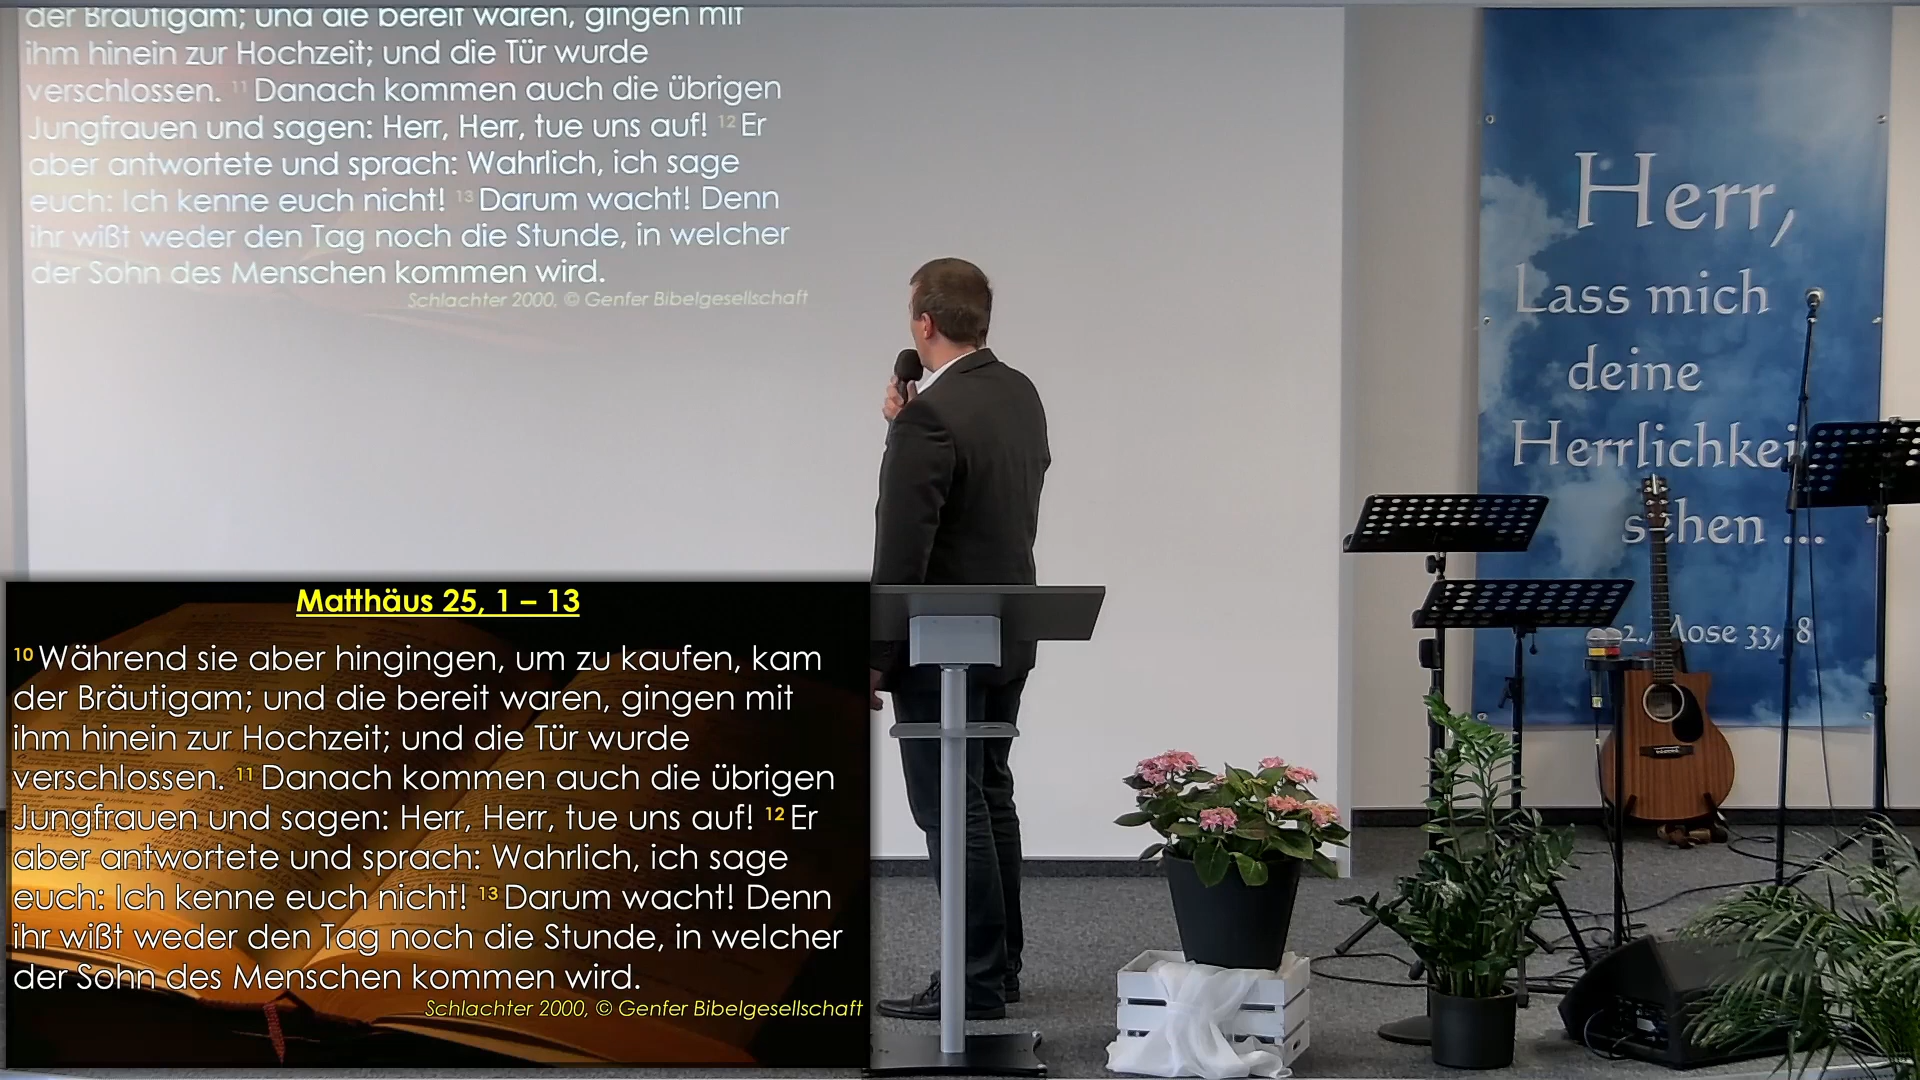 der Bräutigam; und die bereit waren, gingen mit
ihm hinein zur Hochzeit; und die Tür wurde
verschlossen. 11 Danach kommen auch die übrigen
Jungfrauen und sagen: Herr, Herr, tue uns auf! 12 Er
aber antwortete und sprach: Wahrlich, ich sage
euch: Ich kenne euch nicht! 13 Darum wacht! Denn
ihr wißt weder den Tag noch die Stunde, in welcher
der Sohn des Menschen kommen wird.
Schlachter 2000, © Genfer Bibelgesellschaft
Herr,
Lass mich
deine
Herrlichkei
sehen ...
2. Mose 33, 8
Matthäus 25, 1 – 13
10 Während sie aber hingingen, um zu kaufen, kam
der Bräutigam; und die bereit waren, gingen mit
ihm hinein zur Hochzeit; und die Tür wurde
verschlossen. 11 Danach kommen auch die übrigen
Jungfrauen und sagen: Herr, Herr, tue uns auf! 12 Er
aber antwortete und sprach: Wahrlich, ich sage
euch: Ich kenne euch nicht! 13 Darum wacht! Denn
ihr wißt weder den Tag noch die Stunde, in welcher
der Sohn des Menschen kommen wird.
Schlachter 2000, © Genfer Bibelgesellschaft